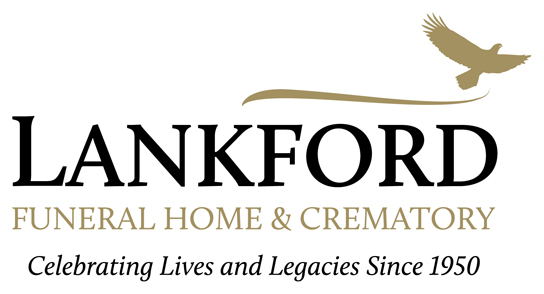 LANKFORD
FUNERAL HOME & CREMATORY
Celebrating Lives and Legacies Since 1950